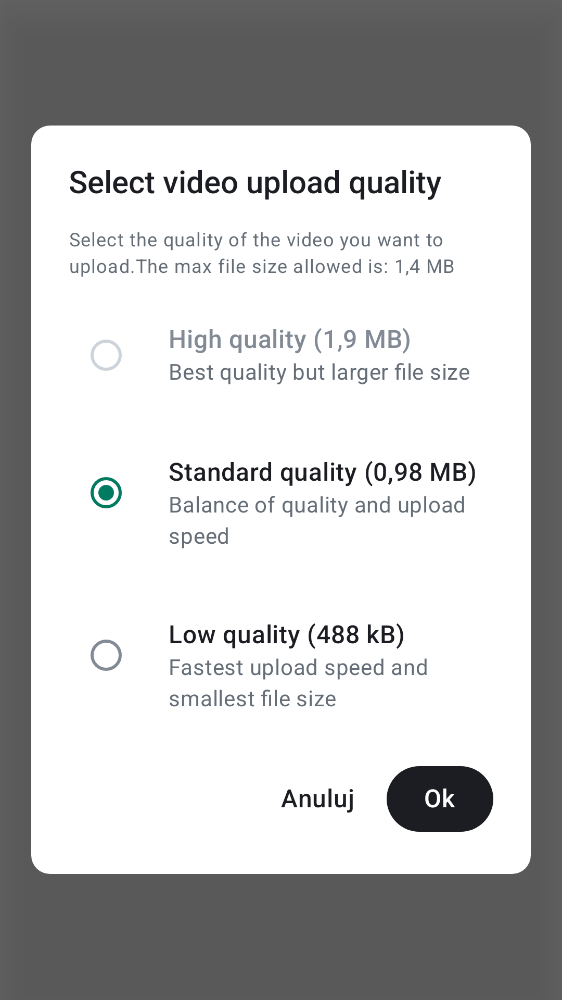 Select video upload quality
Select the quality of the video you want to
upload.The max file size allowed is: 1,4 MB
High quality (1,9 MB)
Best quality but larger file size
Standard quality (0,98 MB)
Balance of quality and upload
speed
Low quality (488 kB)
Fastest upload speed and
smallest file size
Anuluj
Ok